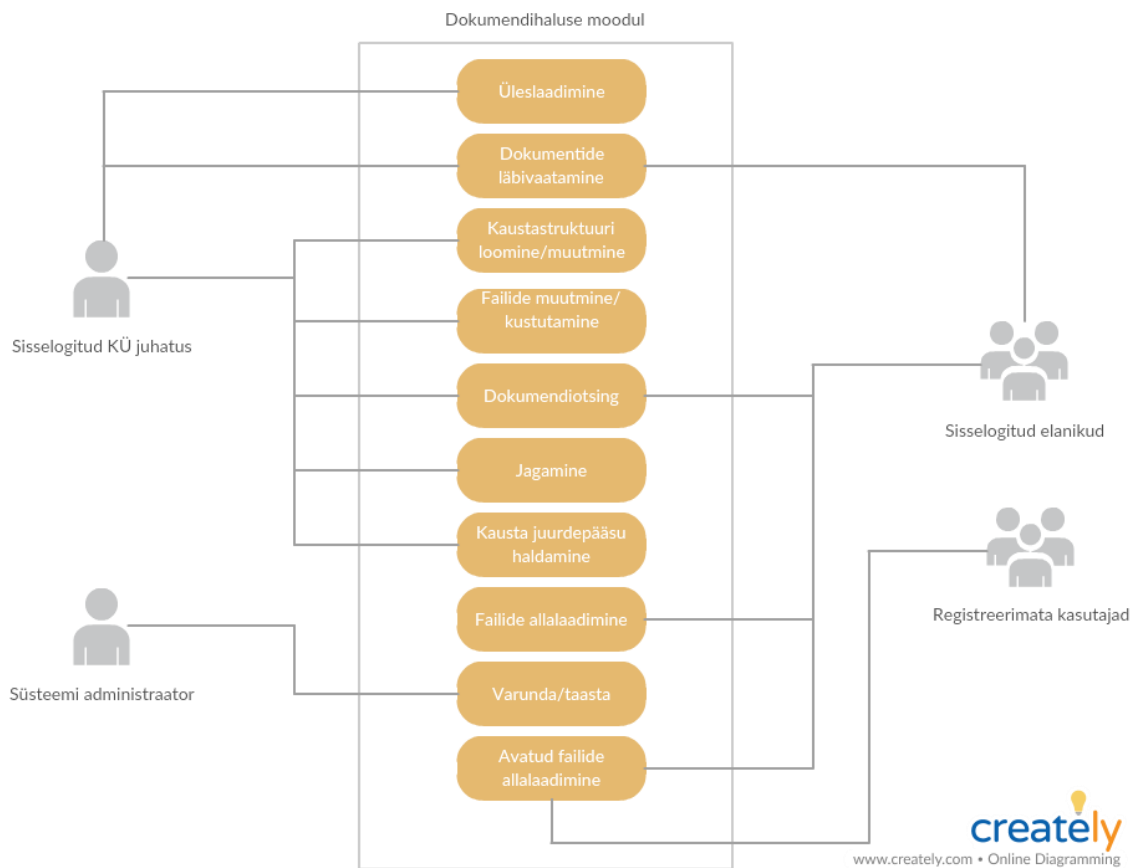 Dokumendihaluse moodul
Üleslaadimine
Dokumentide
läbivaatamine
Kaustastruktuuri
loomine/muutmine
Failide muutmine/
kustutamine
Sisselogitud KÜ juhatus
Dokumendiotsing
Sisselogitud elanikud
Jagamine
Kausta juurdepääsu
haldamine
Failide allalaadimine
Registreerimata kasutajad
Süsteemi administraator
Varunda/taasta
Avatud failide
allalaadimine
creately
www.creately.com • Online Diagramming